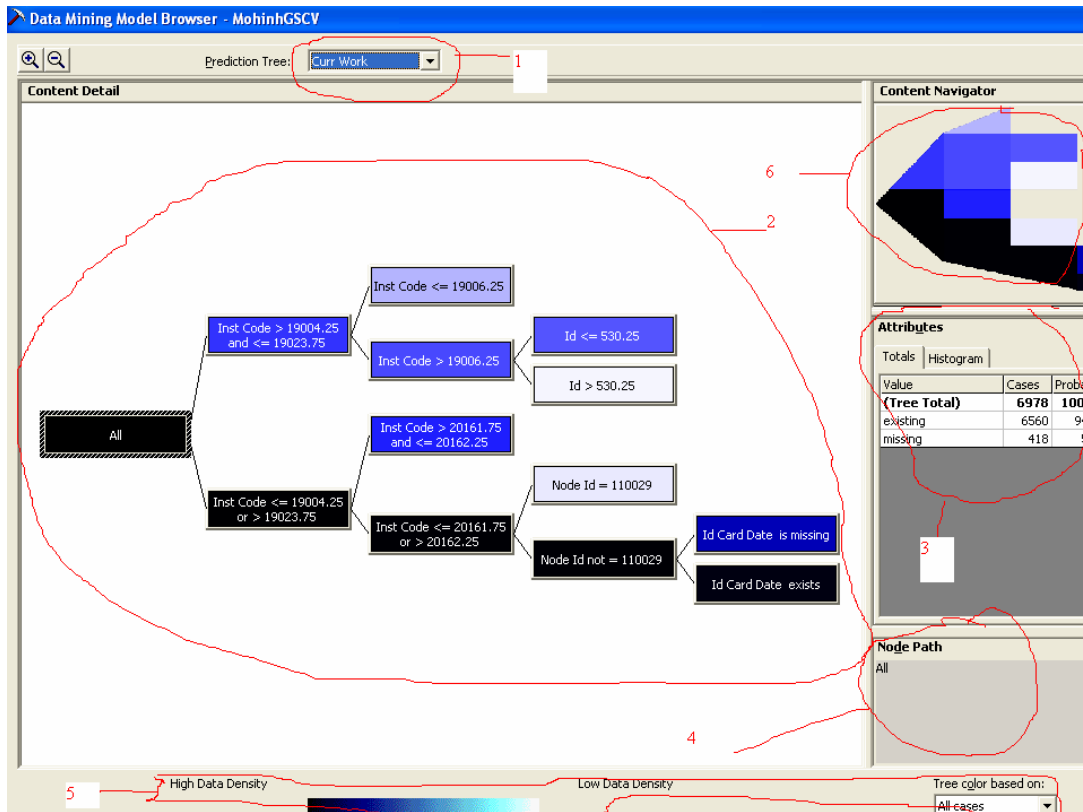 Data Mining Model Browser - MohinhGSCV
Prediction Tree:
Curr Work
1
Content Detail
Content Navigator
6
2
Inst Code <= 19006.25
Inst Code > 19004.25
and <= 19023.75
Inst Code > 19006.25
Id <= 530.25
Id > 530.25
All
Inst Code > 20161.75
and <= 20162.25
Inst Code <= 19004.25
or > 19023.75
Inst Code <= 20161.75
or > 20162.25
Node Id = 110029
Node Id not = 110029
Id Card Date is missing
Id Card Date exists
Attributes
Totals
Histogram
Value Cases Proba
(Tree Total) 6978 100
existing 6560 94
missing 418 5
3
Node Path
All
4
5
High Data Density
Low Data Density
Tree color based on:
All cases